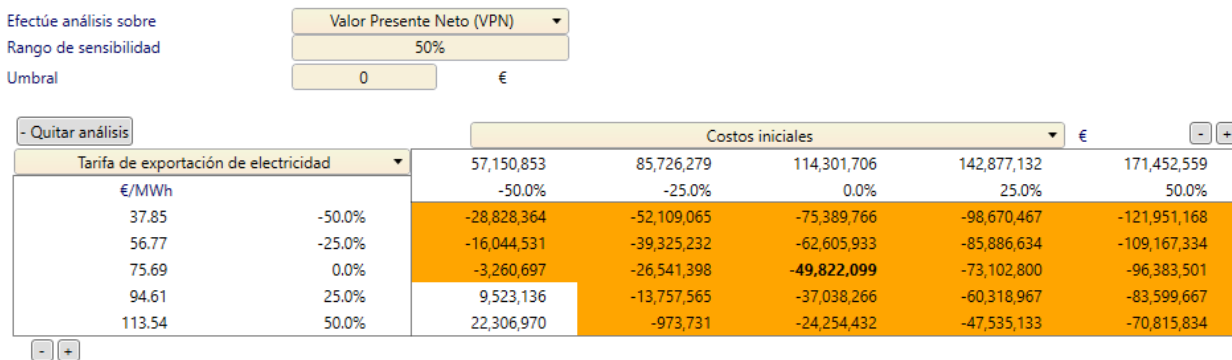 Efectúe análisis sobre Valor Presente Neto (VPN)
Rango de sensibilidad 50%
Umbral 0 €
- Quitar análisis Costos iniciales € - +
Tarifa de exportación de electricidad 57,150,853 85,726,279 114,301,706 142,877,132 171,452,559
€/MWh -50.0% -25.0% 0.0% 25.0% 50.0%
37.85 -50.0% -28,828,364 -52,109,065 -75,389,766 -98,670,467 -121,951,168
56.77 -25.0% -16,044,531 -39,325,232 -62,605,933 -85,886,634 -109,167,334
75.69 0.0% -3,260,697 -26,541,398 -49,822,099 -73,102,800 -96,383,501
94.61 25.0% 9,523,136 -13,757,565 -37,038,266 -60,318,967 -83,599,667
113.54 50.0% 22,306,970 -973,731 -24,254,432 -47,535,133 -70,815,834
- +